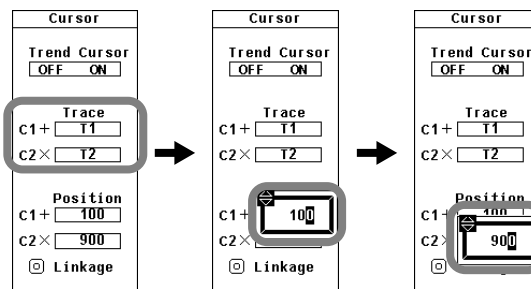 Cursor
Trend Cursor
OFF ON
Trace
C1+ T1
C2× T2
Position
C1+ 100
C2× 900
Linkage
Cursor
Trend Cursor
OFF ON
Trace
C1+ T1
C2× T2
C1+ 100
C2×
Linkage
Cursor
Trend Cursor
OFF ON
Trace
C1+ T1
C2× T2
Position
C1+ 100
C2 900